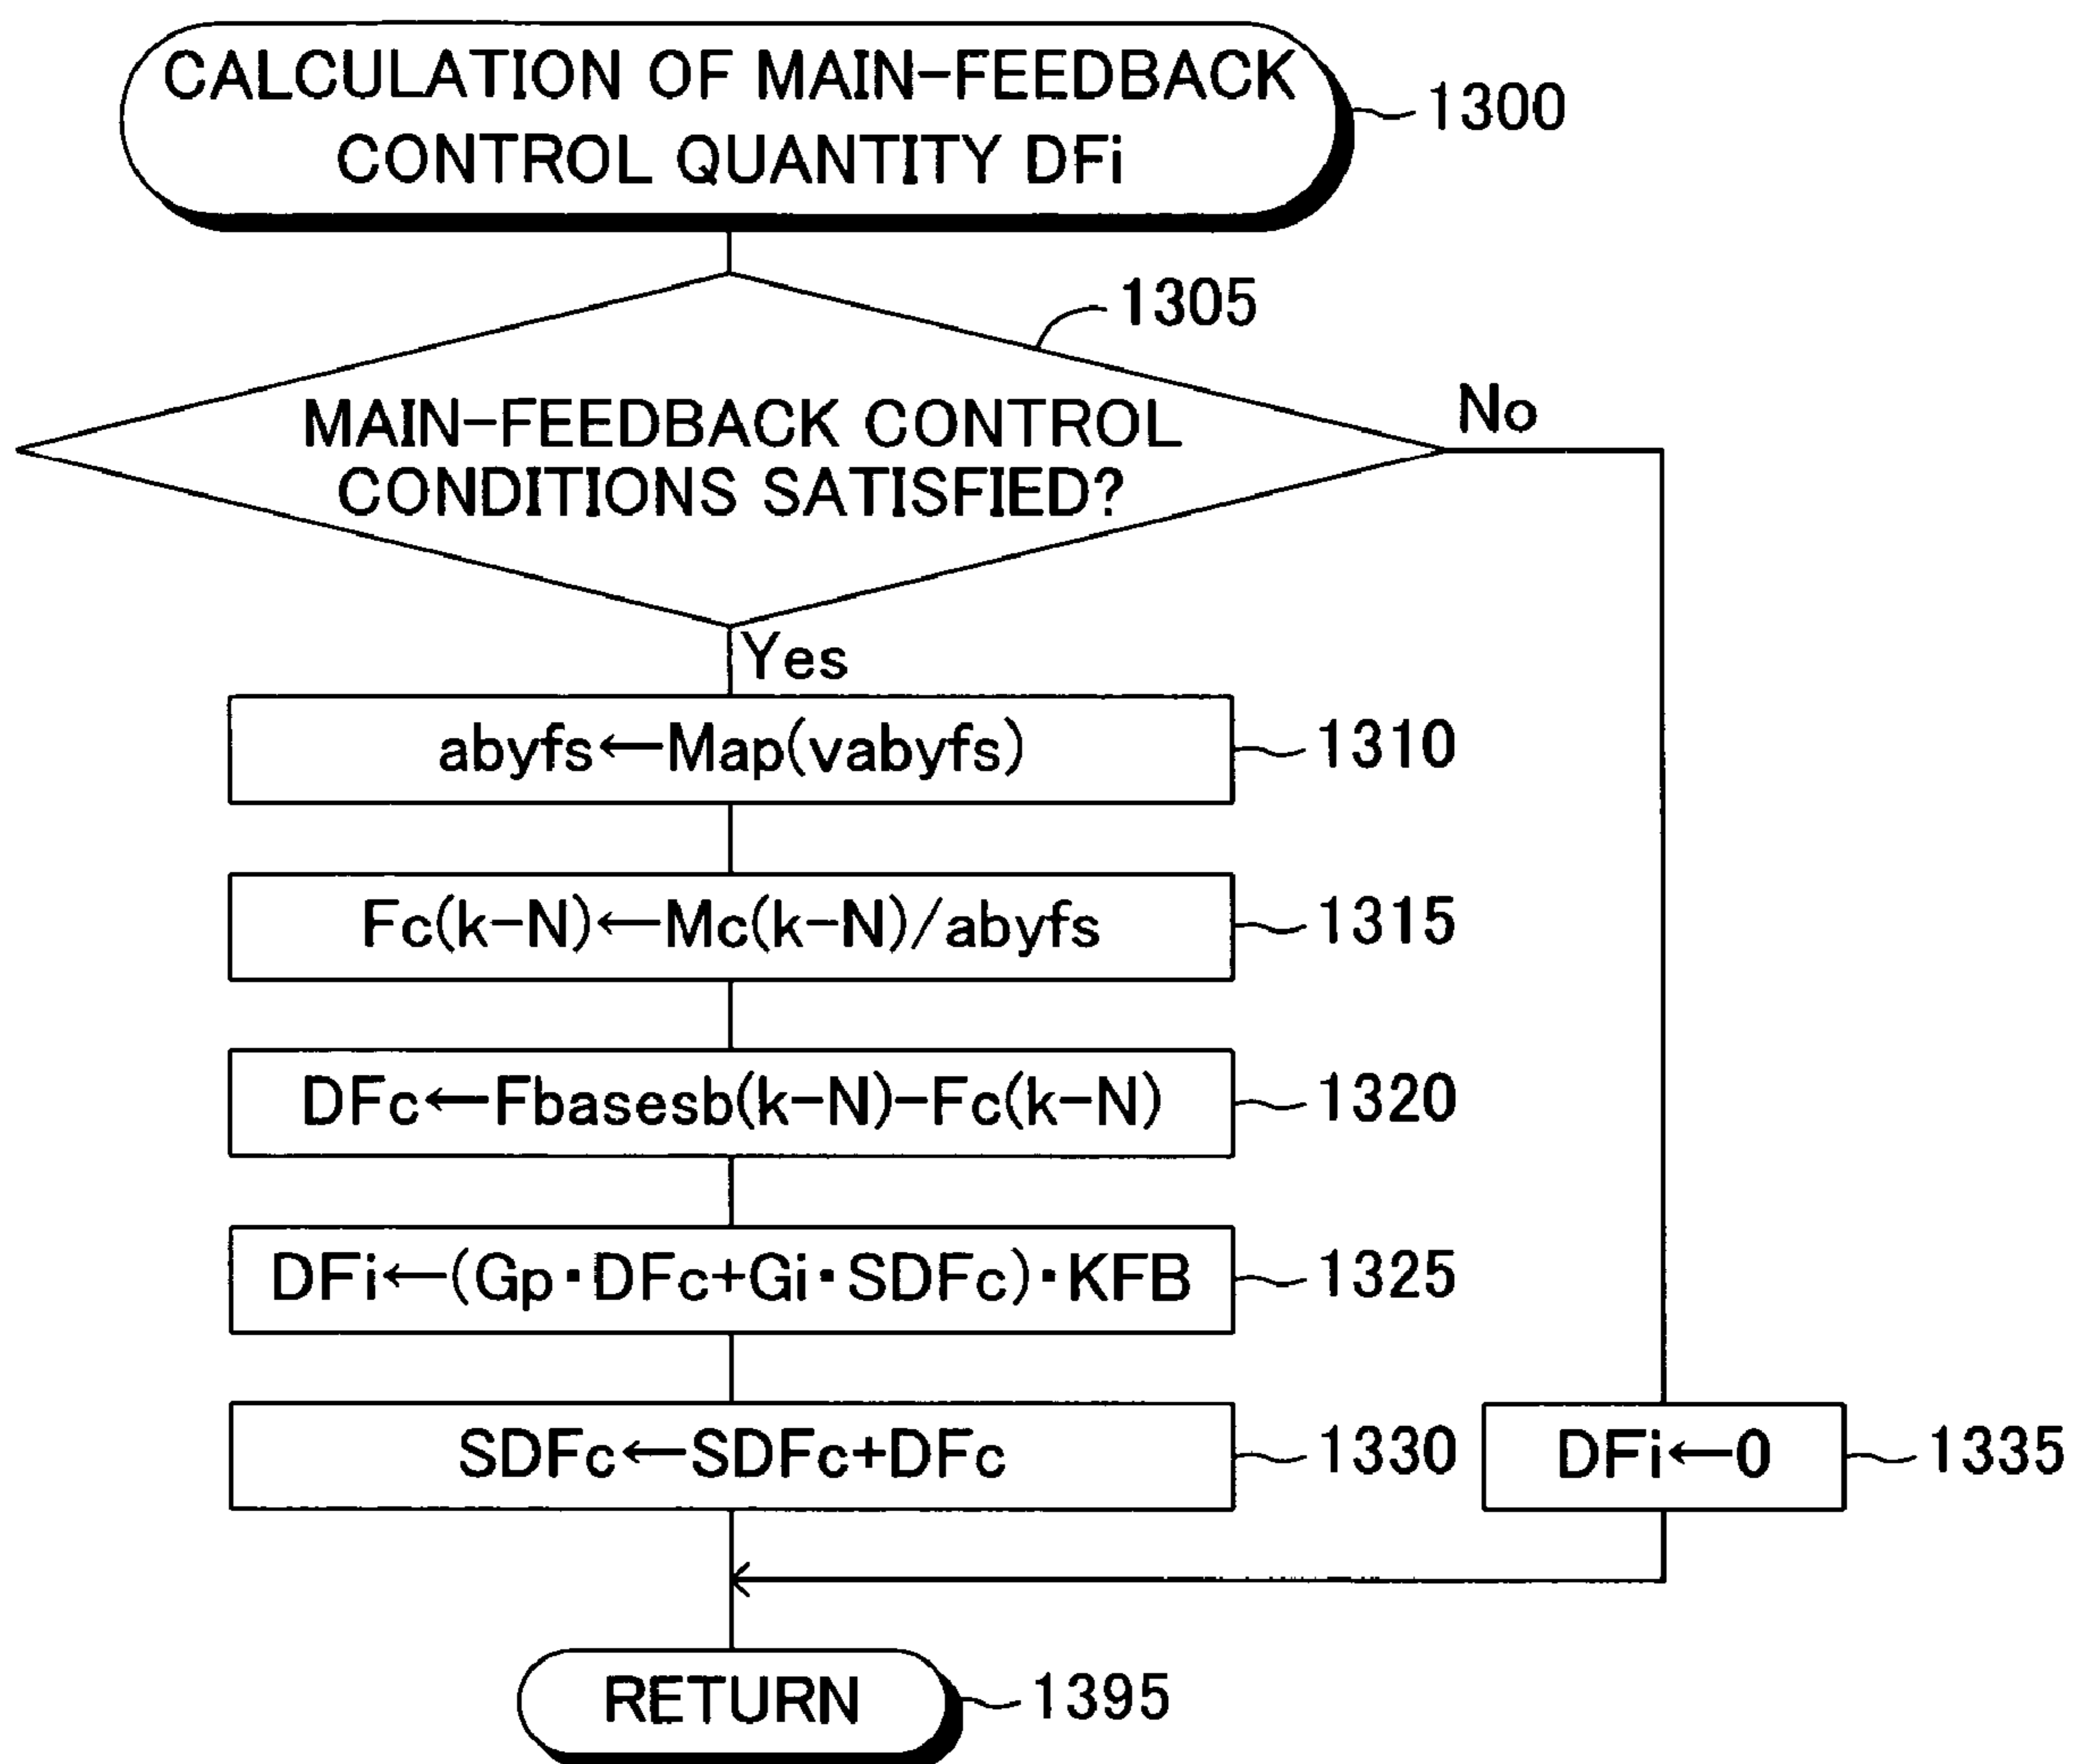 CALCULATION OF MAIN-FEEDBACK
CONTROL QUANTITY DFi
1300
1305
MAIN-FEEDBACK CONTROL
CONDITIONS SATISFIED?
No
Yes
abyfs←Map(vabyfs)
1310
Fc(k-N)←Mc(k-N)/abyfs
1315
DFc←Fbasesb(k-N)-Fc(k-N)
1320
DFi←(Gp・DFc+Gi・SDFc)・KFB
1325
SDFc←SDFc+DFc
1330
DFi←0
1335
RETURN
1395